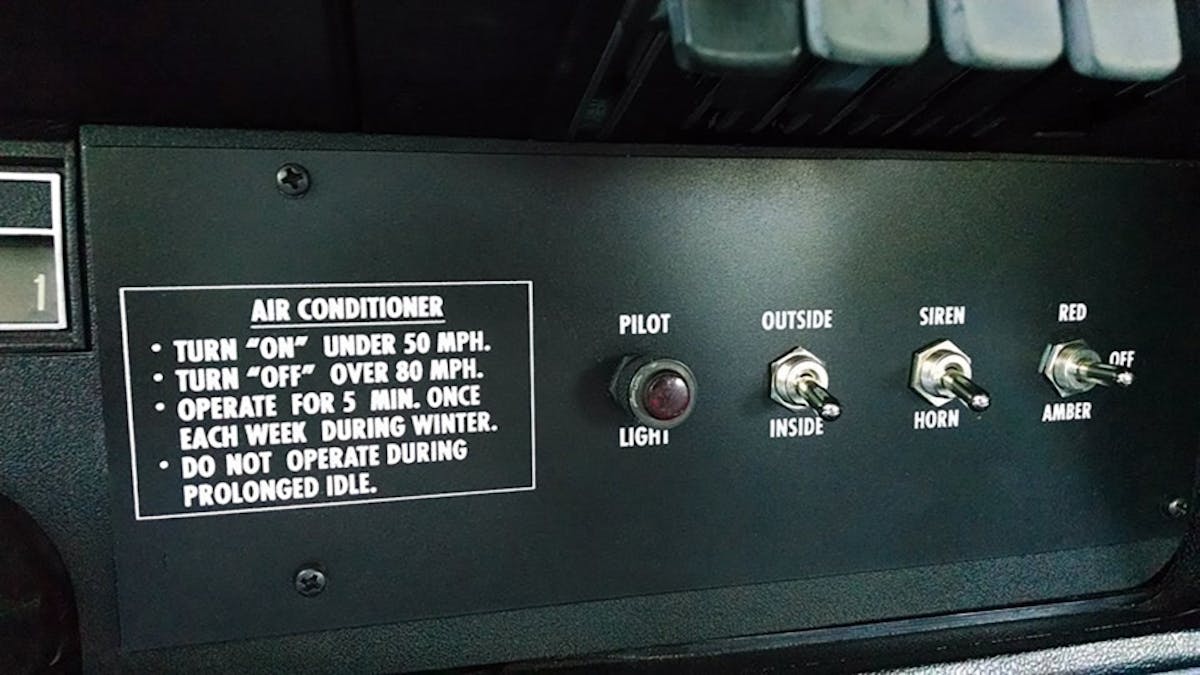 1
AIR CONDITIONER
• TURN “ON” UNDER 50 MPH.
• TURN “OFF” OVER 80 MPH.
• OPERATE FOR 5 MIN. ONCE
EACH WEEK DURING WINTER.
• DO NOT OPERATE DURING
PROLONGED IDLE.
PILOT
LIGHT
OUTSIDE
INSIDE
SIREN
HORN
RED
OFF
AMBER